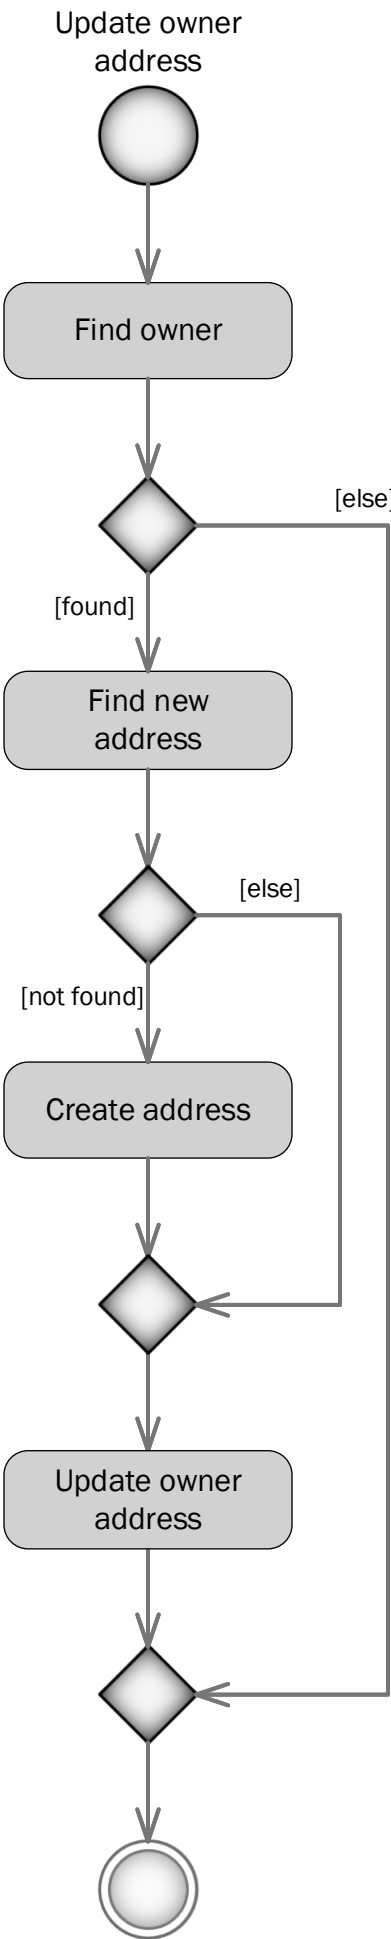 Update owner
address
Find owner
[else]
[found]
Find new
address
[else]
[not found]
Create address
Update owner
address